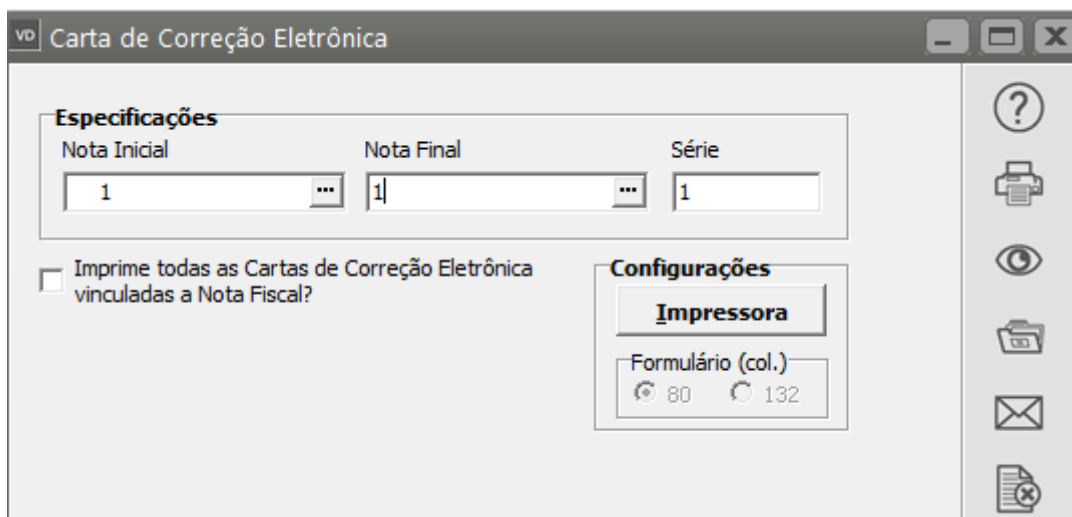 VD Carta de Correção Eletrônica
Especificações
Nota Inicial Nota Final Série
1 ... 1 ... 1
Imprime todas as Cartas de Correção Eletrônica
vinculadas a Nota Fiscal?
Configurações
Impressora
Formulário (col.)
80 132